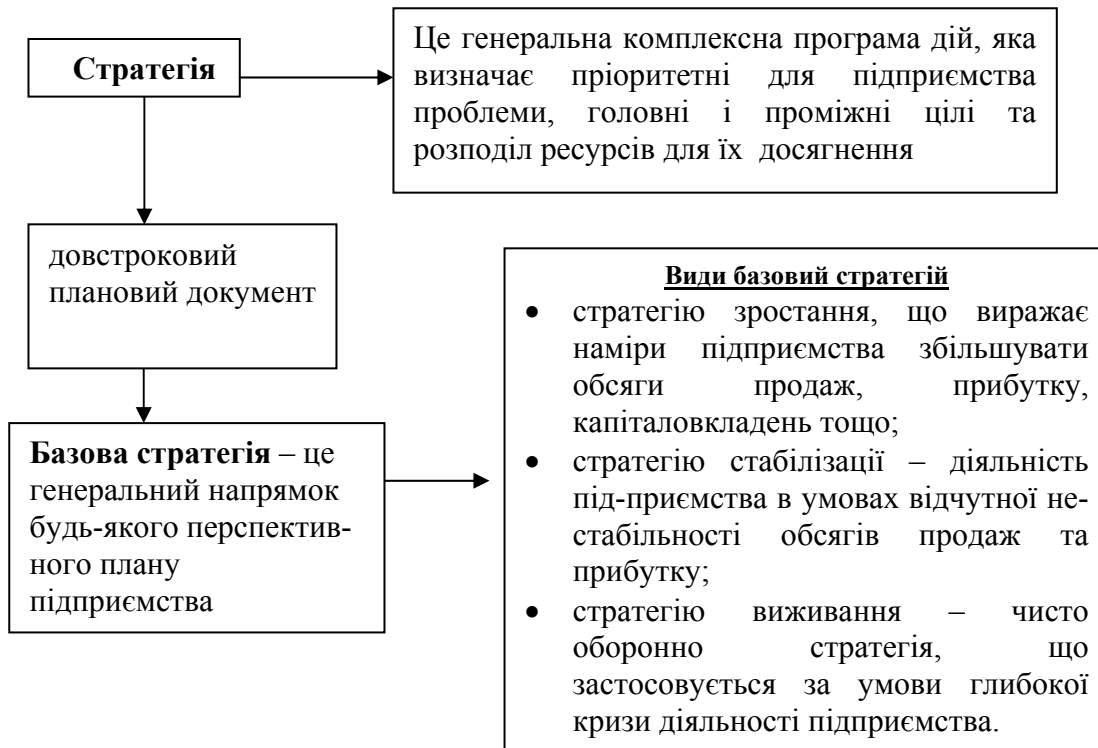 Стратегія
Це генеральна комплексна програма дій, яка
визначає пріоритетні для підприємства
проблеми, головні і проміжні цілі та
розподіл ресурсів для їх досягнення
довстроковий
плановий документ
Базова стратегія – це
генеральний напрямок
будь-якого перспектив-
ного плану
підприємства
Види базовий стратегій
• стратегію зростання, що виражає
наміри підприємства збільшувати
обсяги продаж, прибутку,
капіталовкладень тощо;
• стратегію стабілізації – діяльність
під-приємства в умовах відчутної не-
стабільності обсягів продаж та
прибутку;
• стратегію виживання – чисто
оборонно стратегія, що
застосовується за умови глибокої
кризи діяльності підприємства.